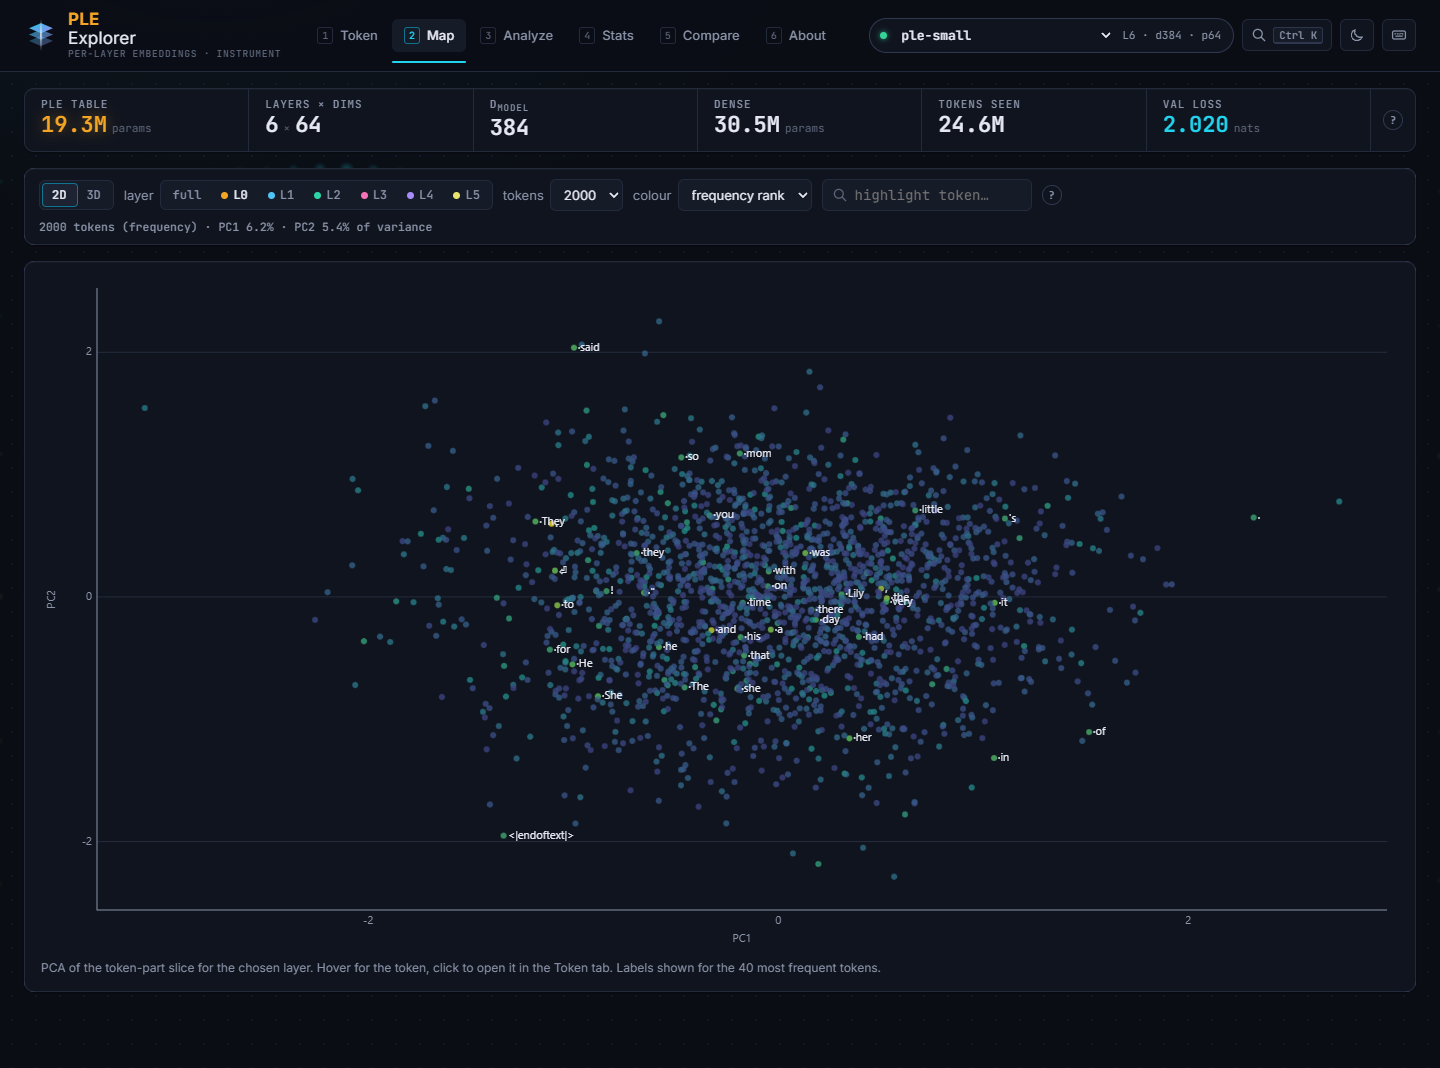 PLE
Explorer
PER-LAYER EMBEDDINGS · INSTRUMENT
1 Token
2 Map
3 Analyze
4 Stats
5 Compare
6 About
ple-small
L6 · d384 · p64
Ctrl K
PLE TABLE
19.3M params
LAYERS × DIMS
6 × 64
DMODEL
384
DENSE
30.5M params
TOKENS SEEN
24.6M
VAL LOSS
2.020 nats
?
2D 3D layer full L0 L1 L2 L3 L4 L5 tokens 2000 colour frequency rank highlight token… ?
2000 tokens (frequency) · PC1 6.2% · PC2 5.4% of variance
2
·said
·so
·mom
·They
·you
·little
's
·.
·they
·was
⏎
·with
!
."
·on
0
·to
·time
·Lily
,
·the
·very
·it
·there
·day
·and
·a
·his
·had
·for
·he
·that
·He
·She
·The
·she
·her
·of
·in
<|endoftext|>
-2
PC2
-2
0
2
PC1
PCA of the token-part slice for the chosen layer. Hover for the token, click to open it in the Token tab. Labels shown for the 40 most frequent tokens.